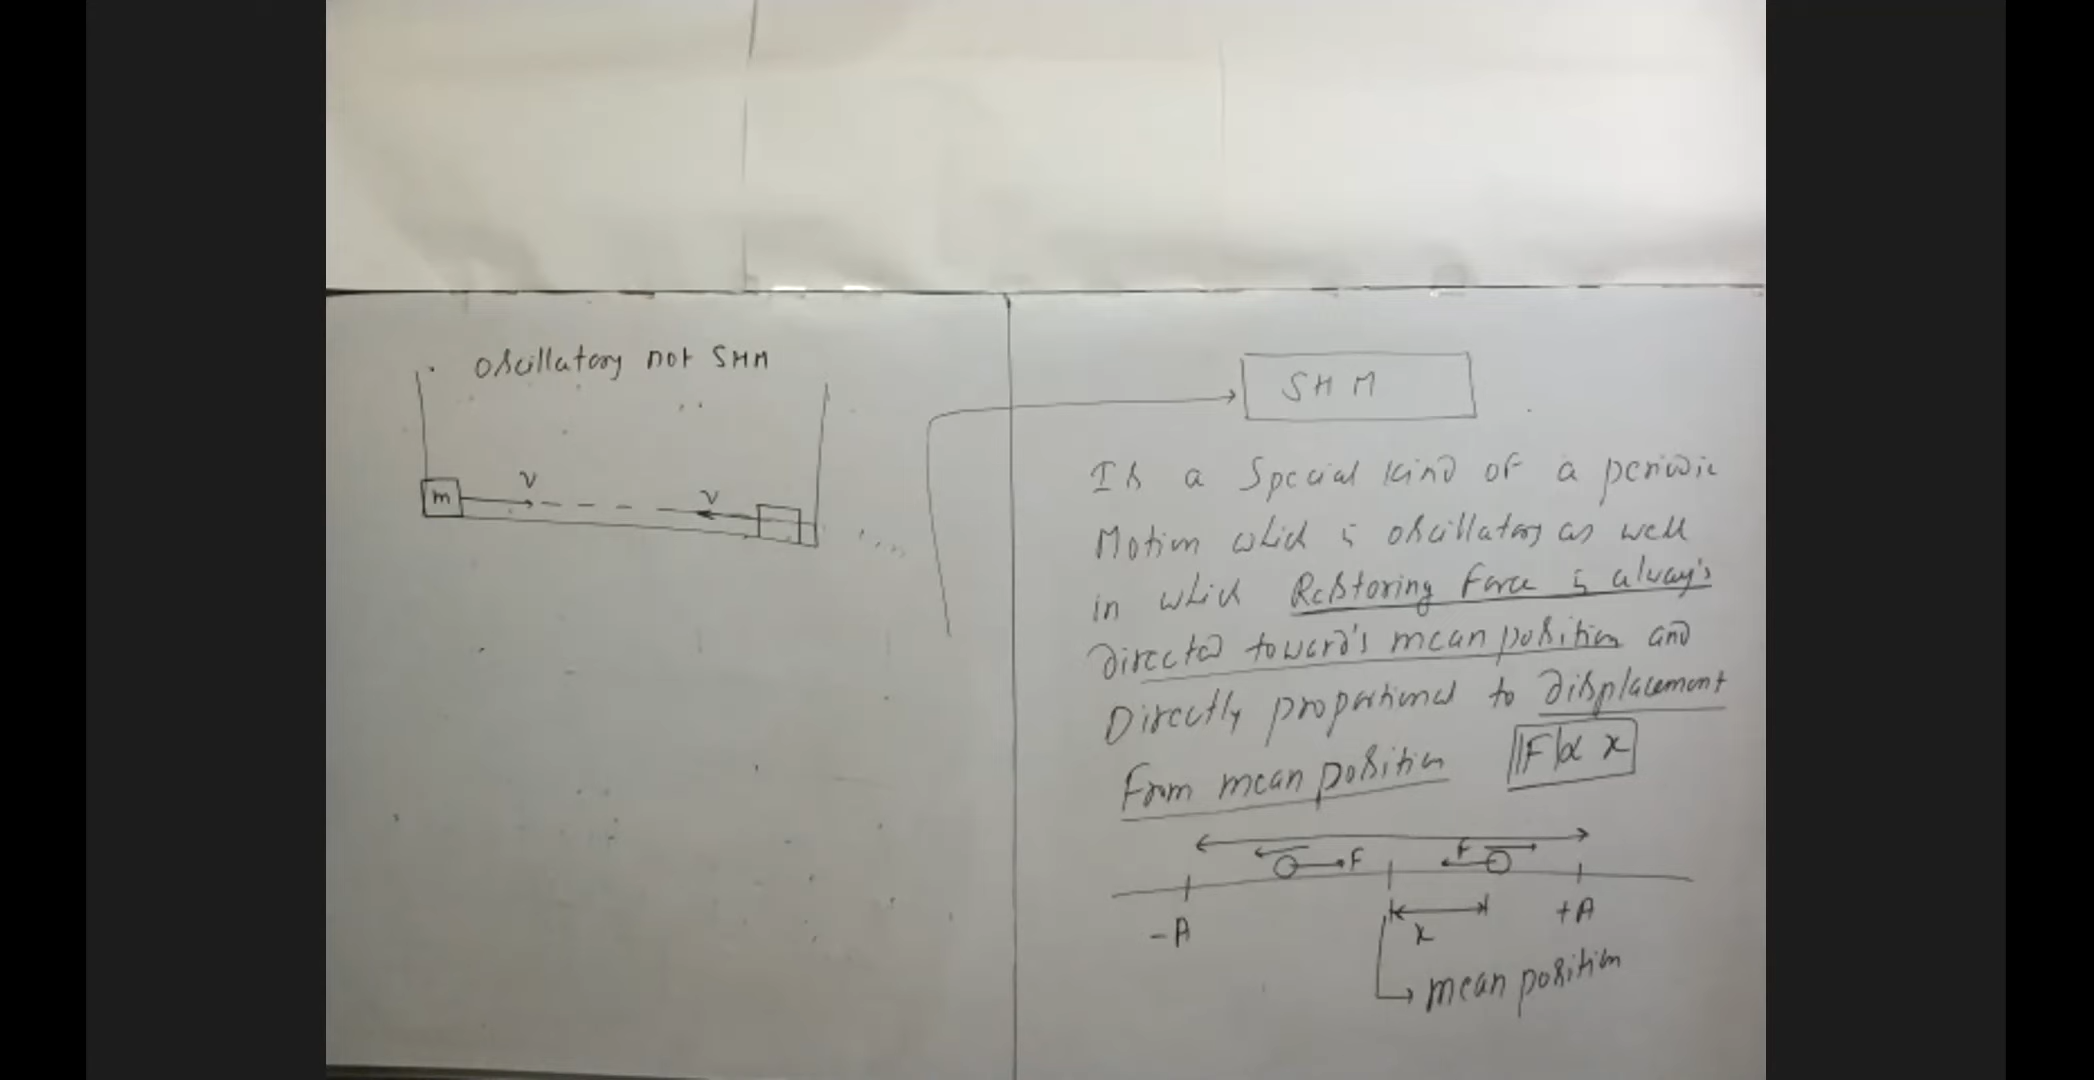 Oscillatory not SHM
m
v
v
SHM
Is a Special kind of a periodic
Motion which is oscillatory as well
in which Restoring Force is alway's
directed toward's mean position and
Directly proportional to displacement
From mean position |F| ∝ x
F
F
-A
x
+A
mean position